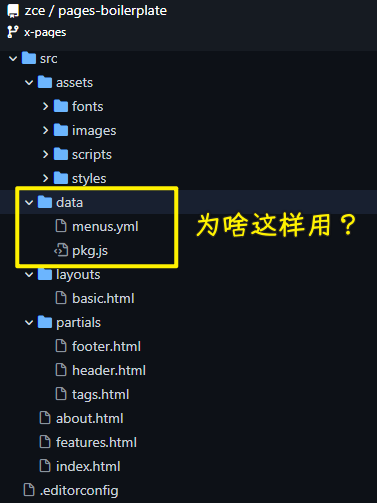 zce / pages-boilerplate
x-pages
src
assets
fonts
images
scripts
styles
data
menus.yml
为啥这样用？
pkg.js
layouts
basic.html
partials
footer.html
header.html
tags.html
about.html
features.html
index.html
.editorconfig